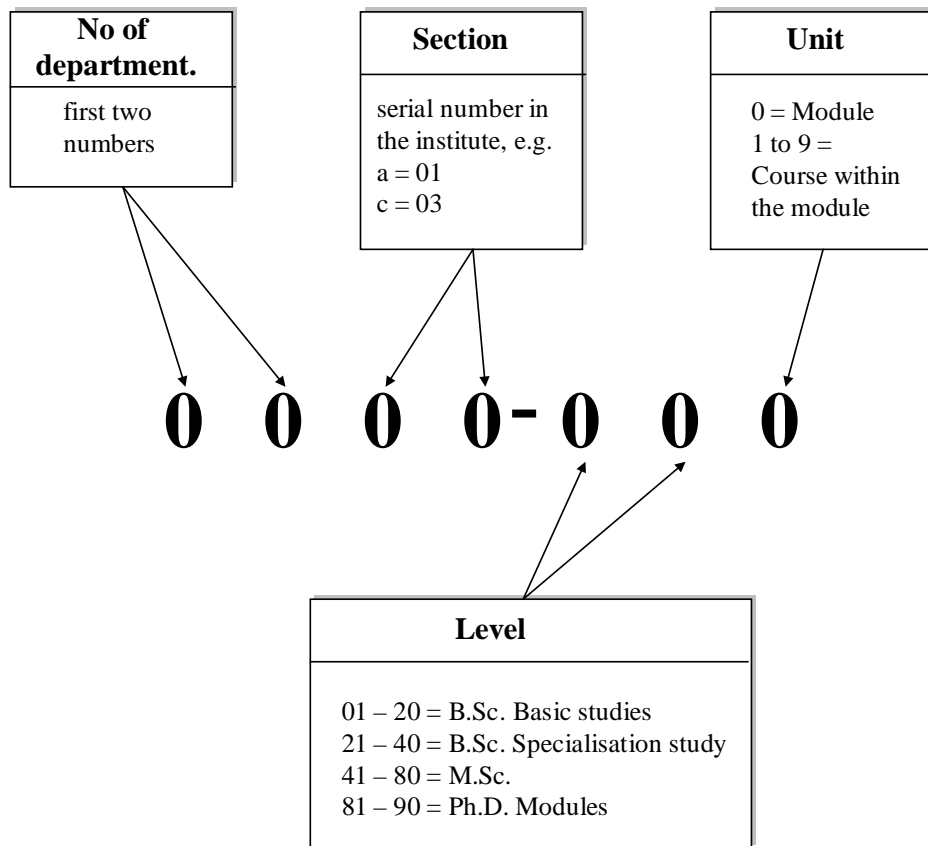 No of
department.
first two
numbers
Section
serial number in
the institute, e.g.
a = 01
c = 03
Unit
0 = Module
1 to 9 =
Course within
the module
0 0 0 0 - 0 0 0
Level
01 – 20 = B.Sc. Basic studies
21 – 40 = B.Sc. Specialisation study
41 – 80 = M.Sc.
81 – 90 = Ph.D. Modules